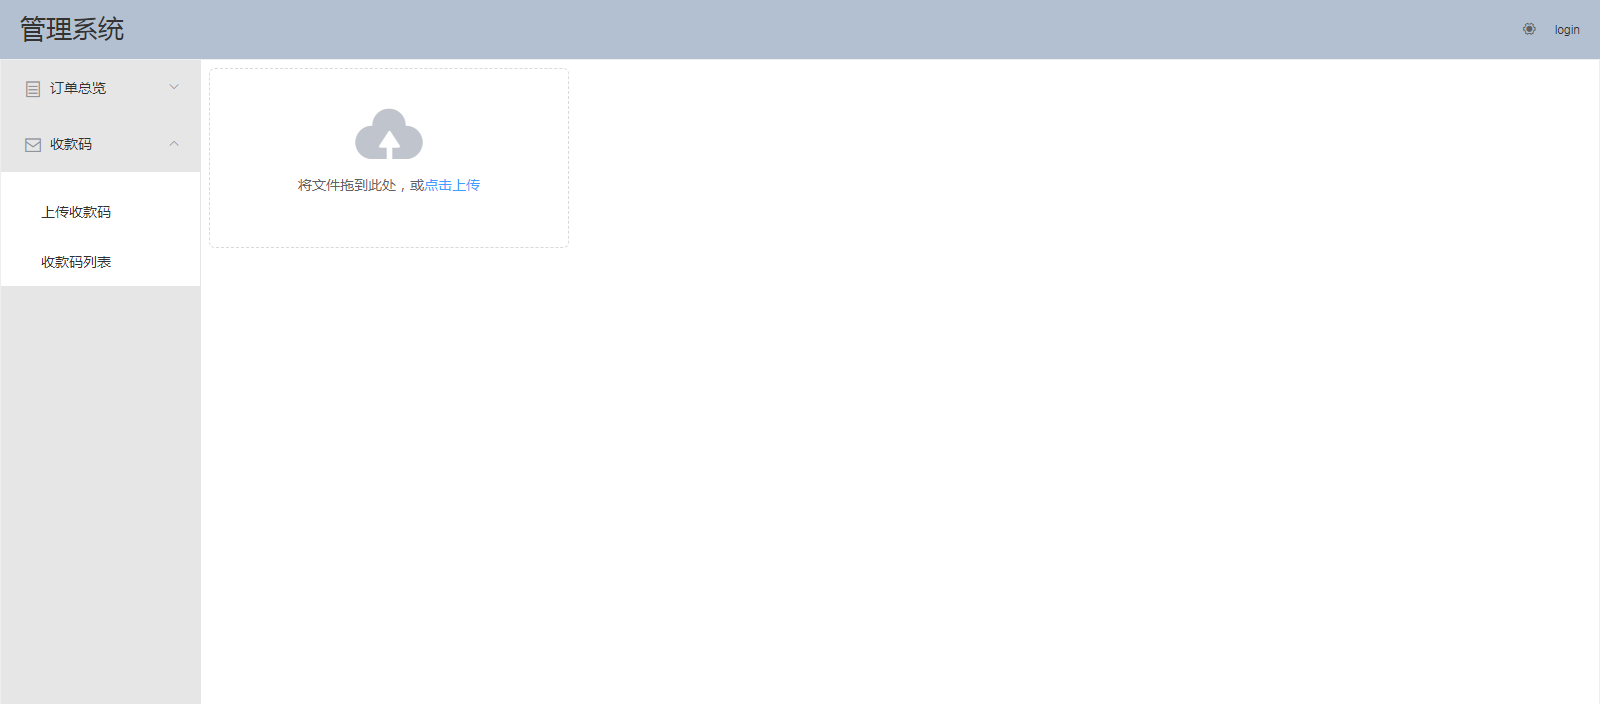 管理系统
login
订单总览
收款码
上传收款码
收款码列表
将文件拖到此处，或点击上传